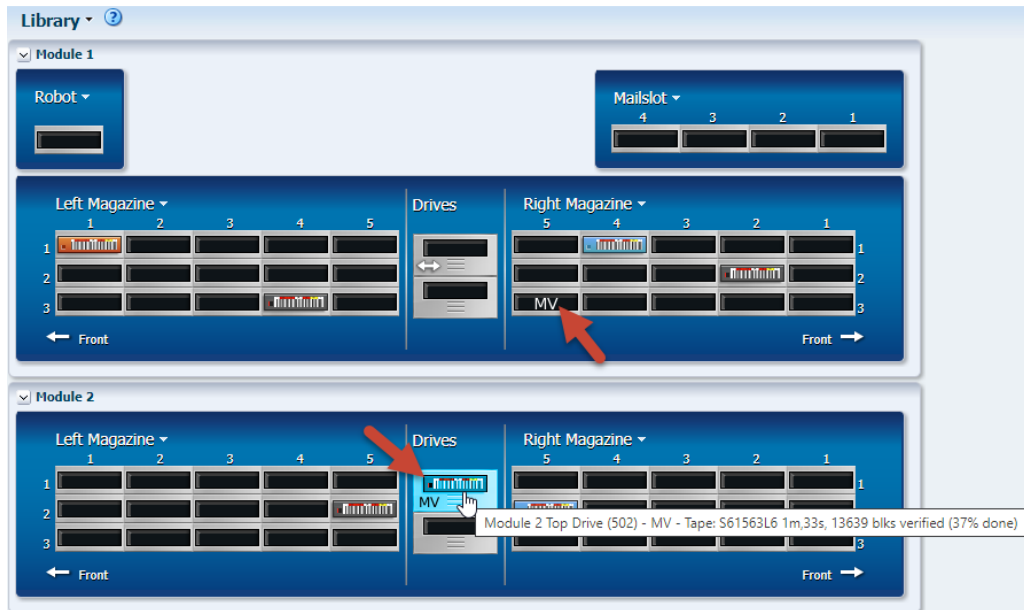 Library
Module 1
Robot
Mailslot
4 3 2 1
Left Magazine
Drives
Right Magazine
1 2 3 4 5
5 4 3 2 1
1
1
2
2
3
MV
3
Front
Front
Module 2
Left Magazine
Drives
Right Magazine
1 2 3 4 5
5 4 3 2 1
1
1
MV
2
Module 2 Top Drive (502) - MV - Tape: S61563L6 1m,33s, 13639 blks verified (37% done)
3
3
Front
Front